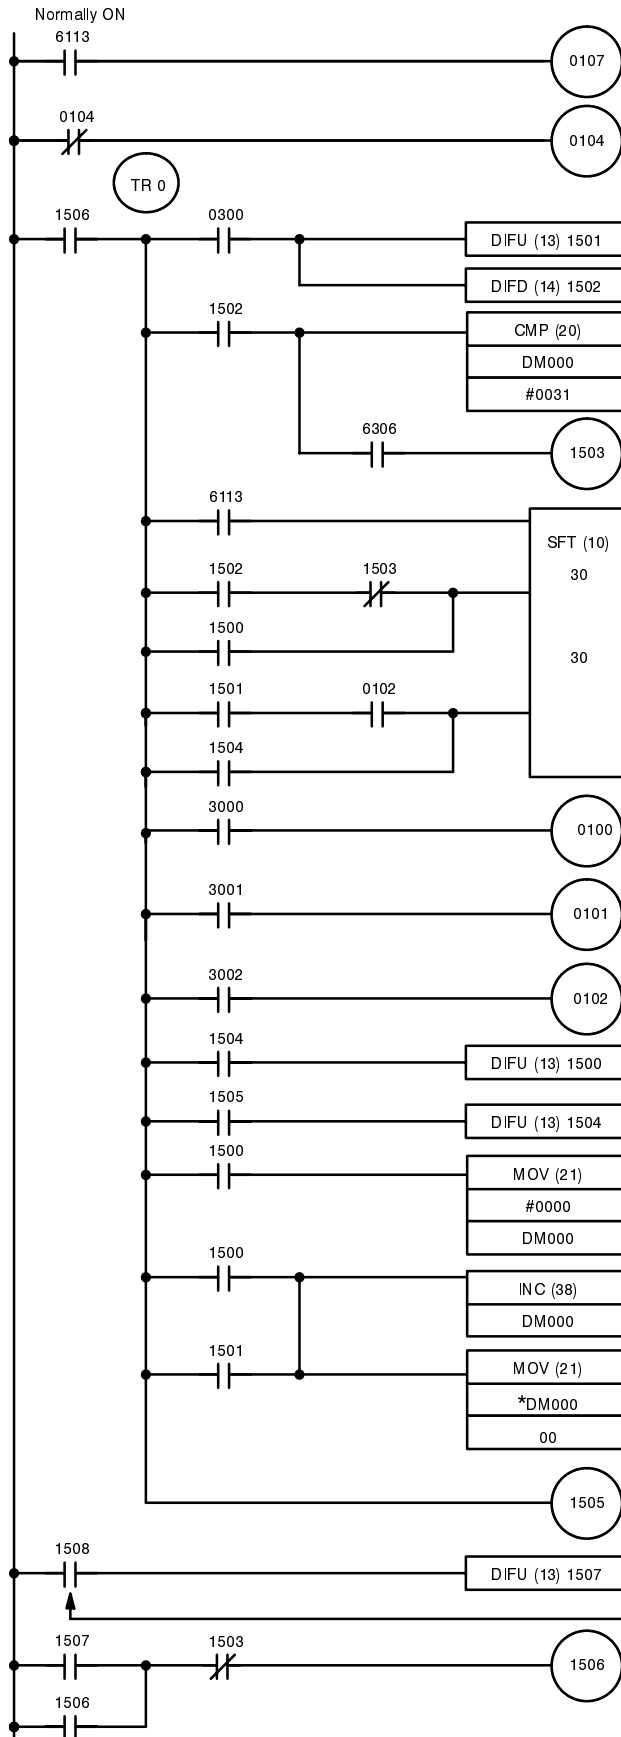 Normally ON
6113
0107
0104
0104
TR 0
1506
0300
DIFU (13) 1501
DIFD (14) 1502
1502
CMP (20)
DM000
#0031
6306
1503
6113
SFT (10)
30
1502
1503
1500
30
1501
0102
1504
3000
0100
3001
0101
3002
0102
1504
DIFU (13) 1500
1505
DIFU (13) 1504
1500
MOV (21)
#0000
DM000
1500
INC (38)
DM000
1501
MOV (21)
*DM000
00
1505
1508
DIFU (13) 1507
1507
1503
1506
1506